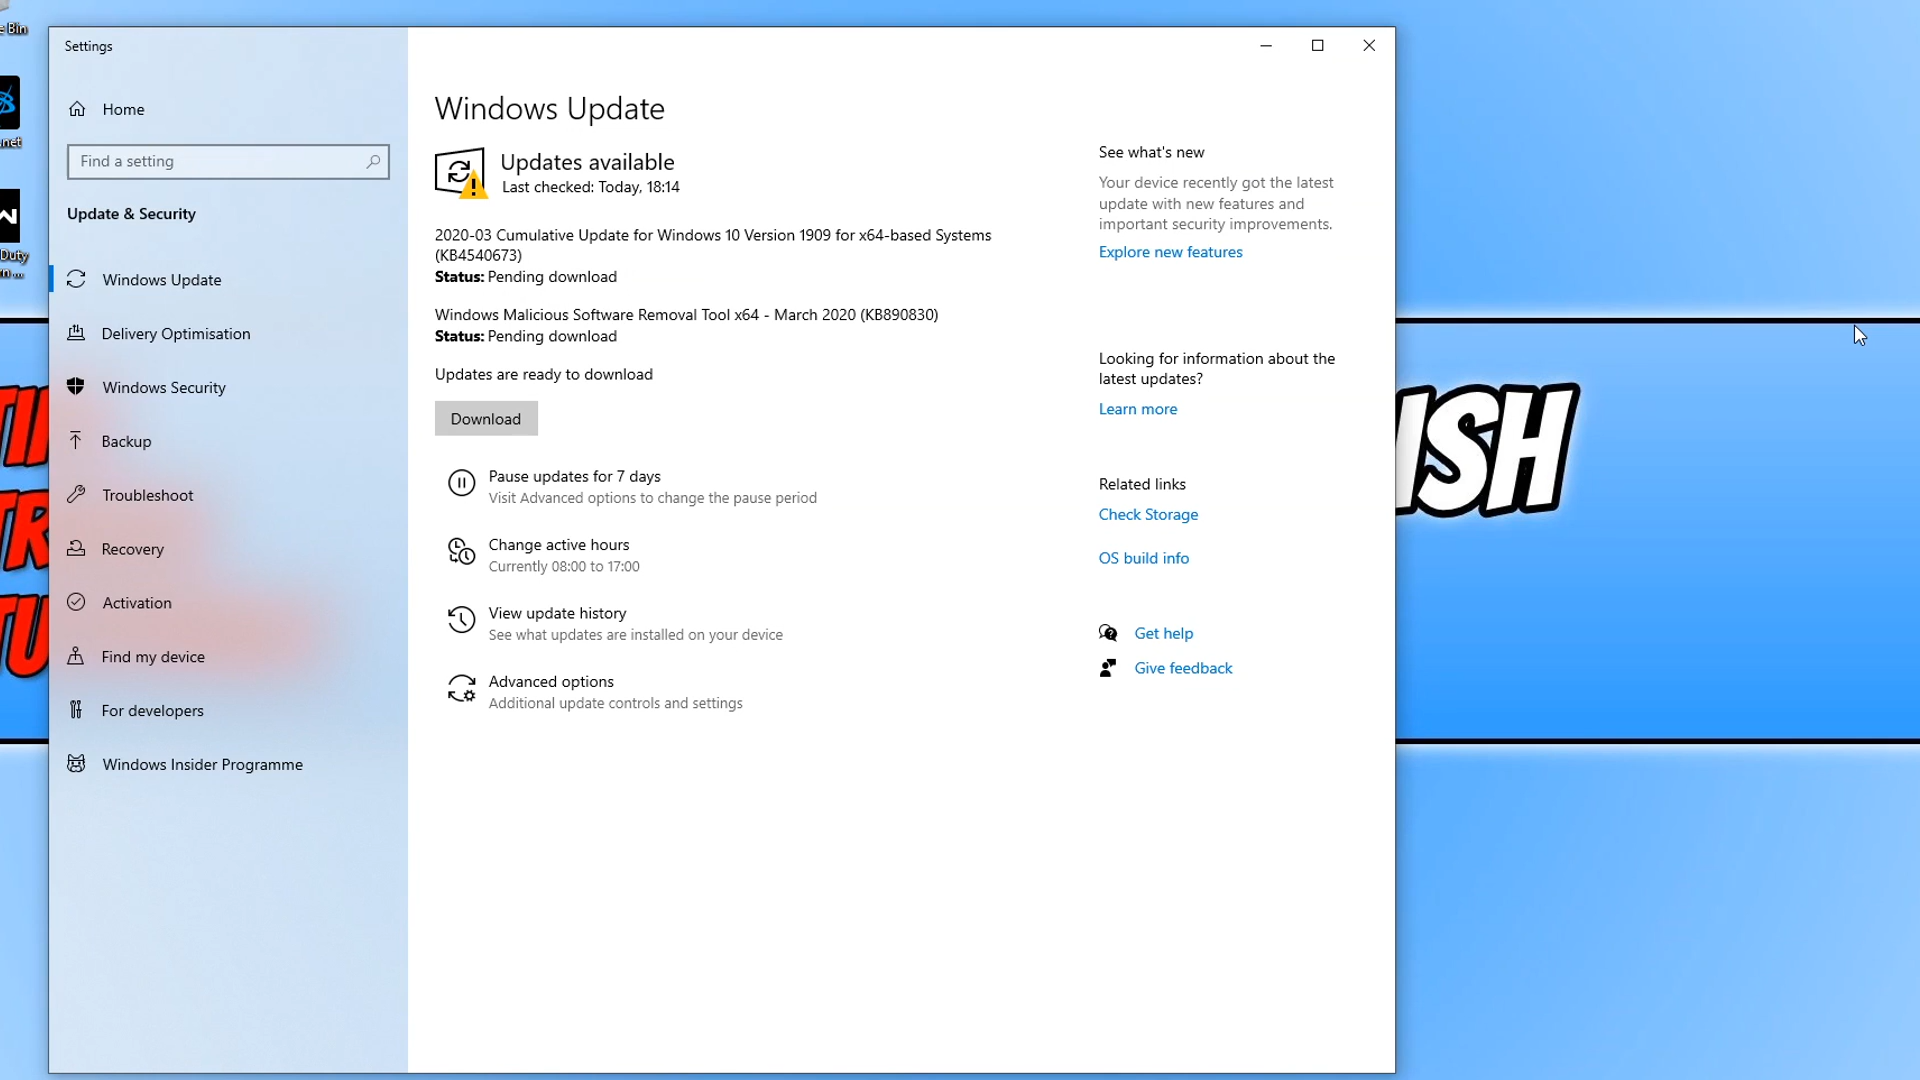 e Bin
.net
Duty
rn ...
Settings
Home
Find a setting
Update & Security
Windows Update
Delivery Optimisation
Windows Security
Backup
Troubleshoot
Recovery
Activation
Find my device
For developers
Windows Insider Programme
Windows Update
Updates available
Last checked: Today, 18:14
2020-03 Cumulative Update for Windows 10 Version 1909 for x64-based Systems
(KB4540673)
Status: Pending download
Windows Malicious Software Removal Tool x64 - March 2020 (KB890830)
Status: Pending download
Updates are ready to download
Download
Pause updates for 7 days
Visit Advanced options to change the pause period
Change active hours
Currently 08:00 to 17:00
View update history
See what updates are installed on your device
Advanced options
Additional update controls and settings
See what's new
Your device recently got the latest
update with new features and
important security improvements.
Explore new features
Looking for information about the
latest updates?
Learn more
Related links
Check Storage
OS build info
Get help
Give feedback
TI
TR
TU
ISH